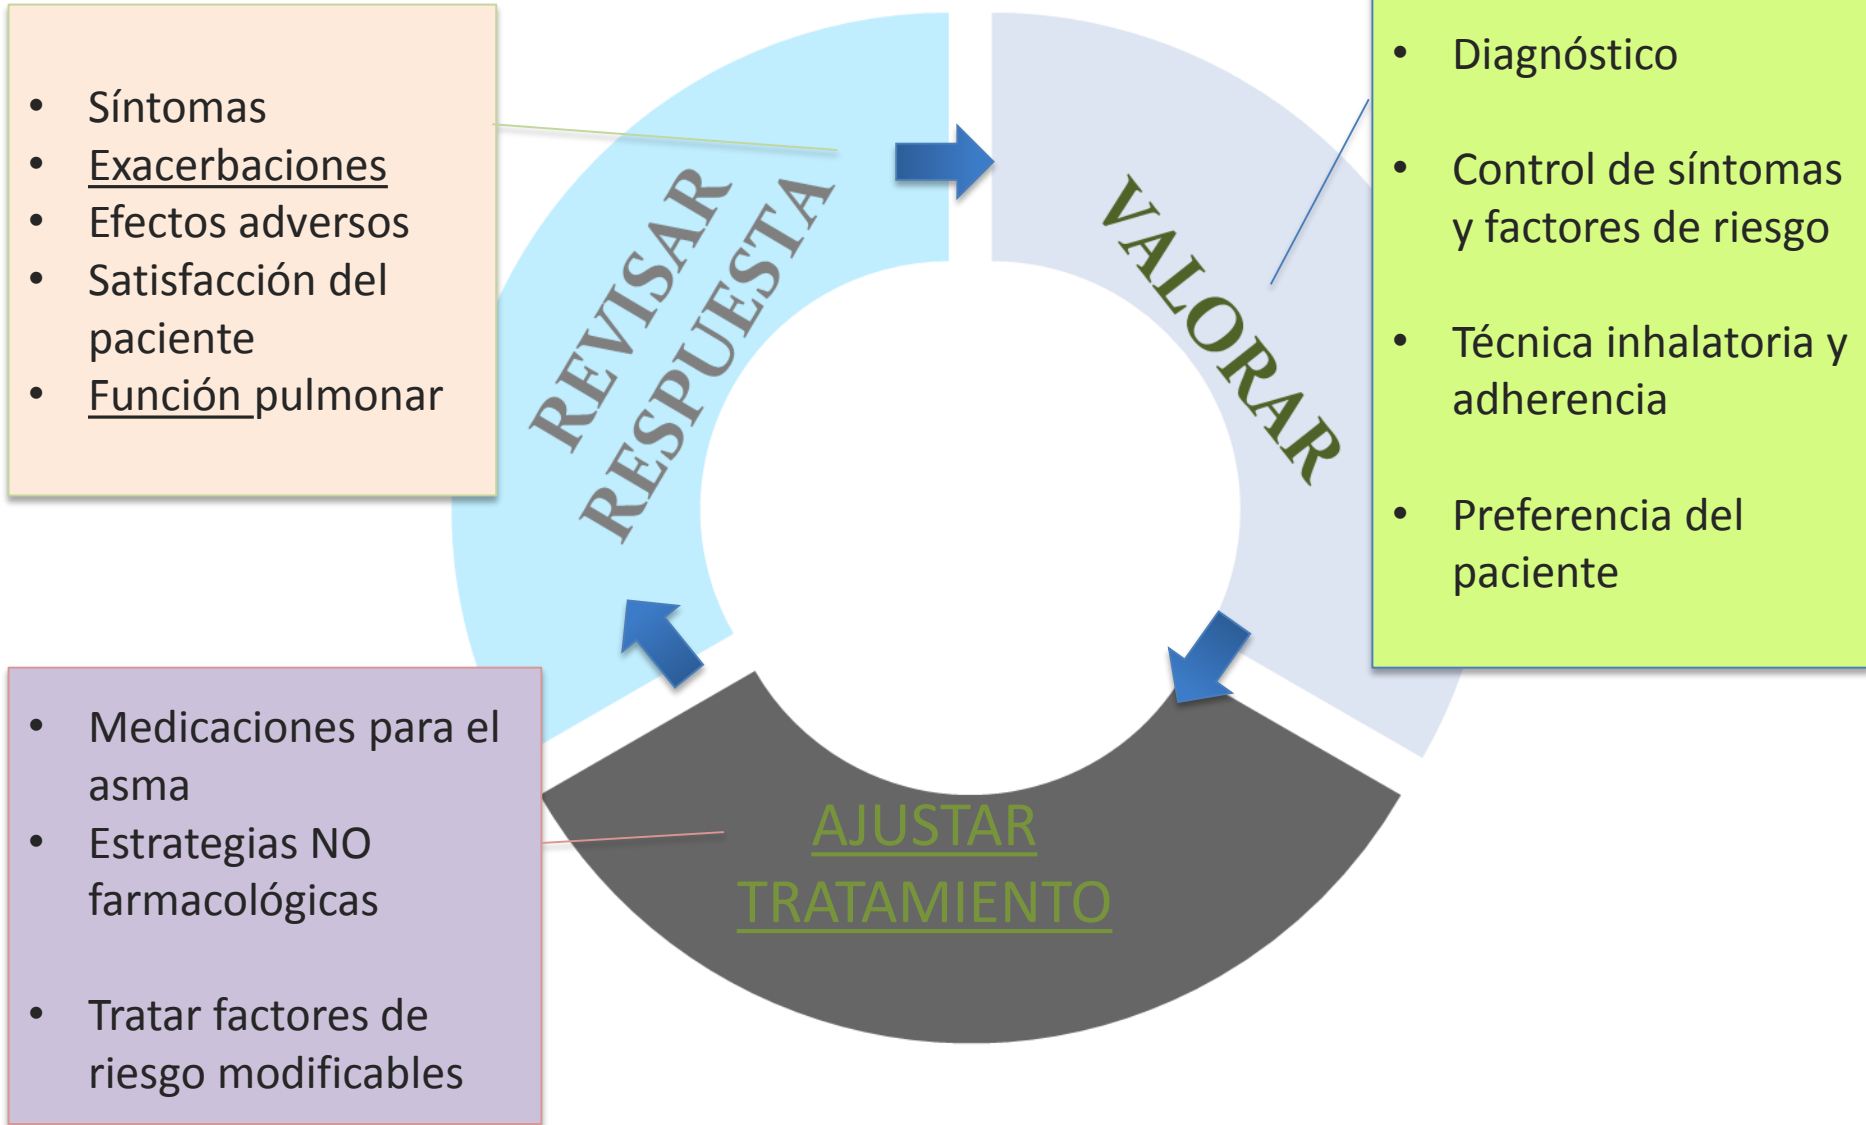 • Síntomas
• Exacerbaciones
• Efectos adversos
• Satisfacción del
paciente
• Función pulmonar
REVISAR
RESPUESTA
VALORAR
• Diagnóstico
• Control de síntomas
y factores de riesgo
• Técnica inhalatoria y
adherencia
• Preferencia del
paciente
• Medicaciones para el
asma
• Estrategias NO
farmacológicas
• Tratar factores de
riesgo modificables
AJUSTAR
TRATAMIENTO